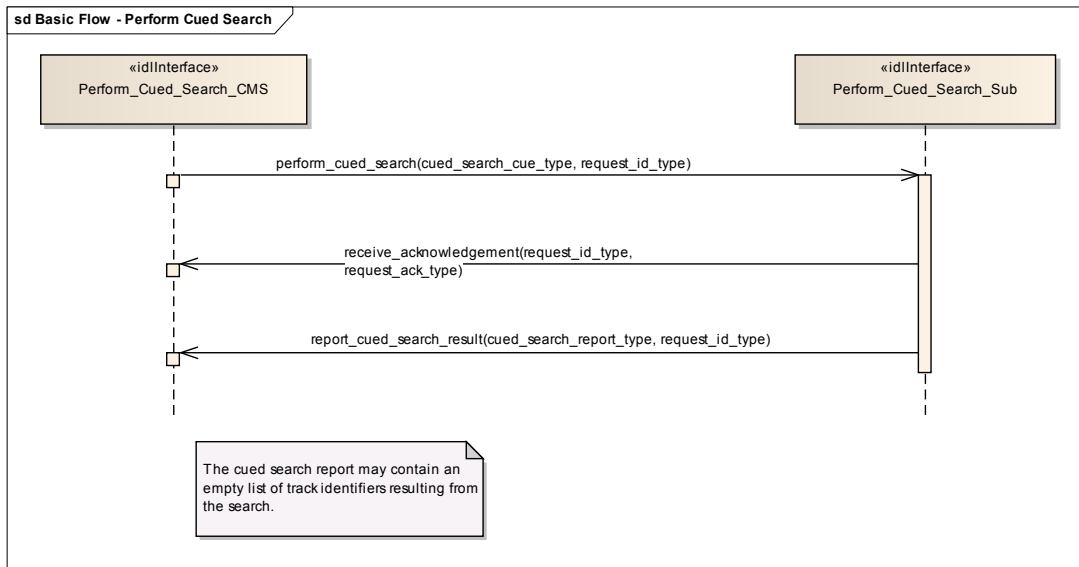 sd Basic Flow - Perform Cued Search
«idlInterface»
Perform_Cued_Search_CMS
«idlInterface»
Perform_Cued_Search_Sub
perform_cued_search(cued_search_cue_type, request_id_type)
receive_acknowledgement(request_id_type,
request_ack_type)
report_cued_search_result(cued_search_report_type, request_id_type)
The cued search report may contain an
empty list of track identifiers resulting from
the search.